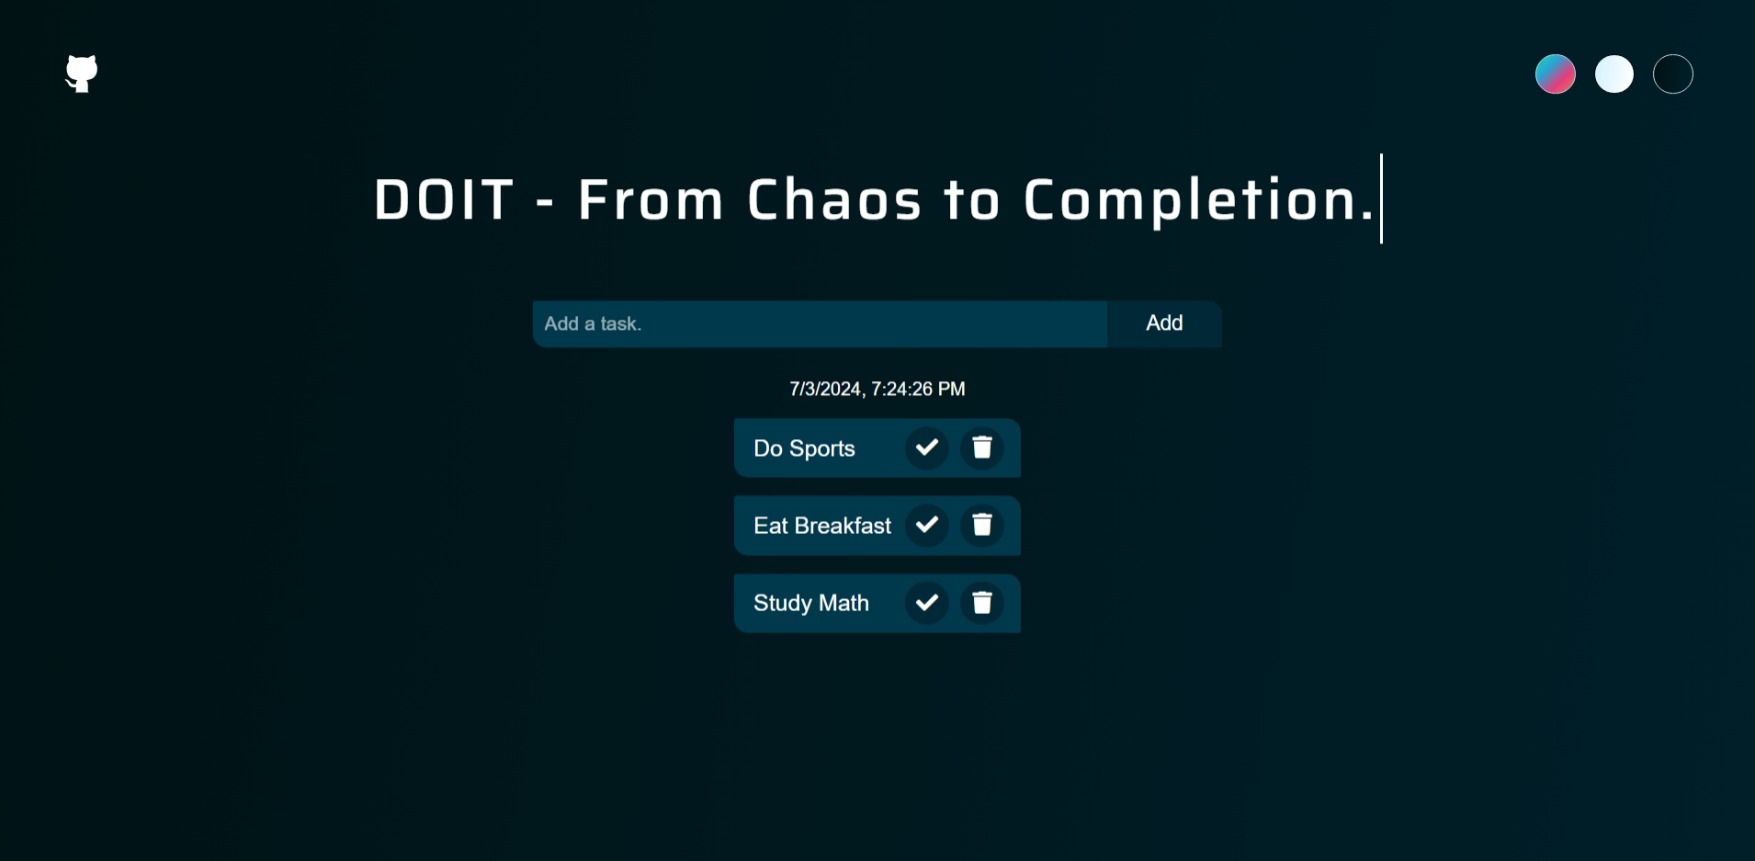 DOIT - From Chaos to Completion.
Add a task.
Add
7/3/2024, 7:24:26 PM
Do Sports
Eat Breakfast
Study Math